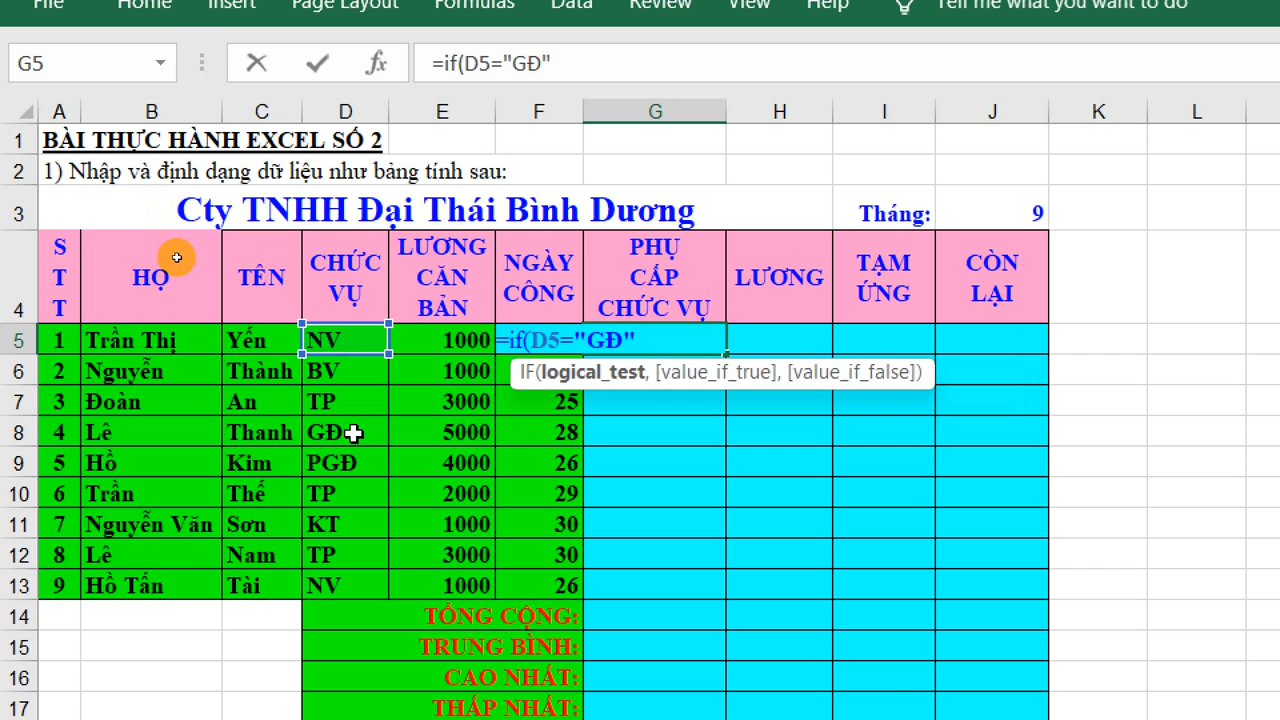 File Home Insert Page Layout Formulas Data Review View Help Tell me what you want to do
G5 fx =if(D5="GĐ"
A B C D E F G H I J K L
1 BÀI THỰC HÀNH EXCEL SỐ 2
2 1) Nhập và định dạng dữ liệu như bảng tính sau:
3 Cty TNHH Đại Thái Bình Dương Tháng: 9
4 STT HỌ TÊN CHỨC VỤ LƯƠNG CĂN BẢN NGÀY CÔNG PHỤ CẤP CHỨC VỤ LƯƠNG TẠM ỨNG CÒN LẠI
5 1 Trần Thị Yến NV 1000 =if(D5="GĐ"
IF(logical_test, [value_if_true], [value_if_false])
6 2 Nguyễn Thành BV 1000
7 3 Đoàn An TP 3000 25
8 4 Lê Thanh GĐ 5000 28
9 5 Hồ Kim PGĐ 4000 26
10 6 Trần Thế TP 2000 29
11 7 Nguyễn Văn Sơn KT 1000 30
12 8 Lê Nam TP 3000 30
13 9 Hồ Tấn Tài NV 1000 26
14 TỔNG CỘNG:
15 TRUNG BÌNH:
16 CAO NHẤT:
17 THẤP NHẤT: